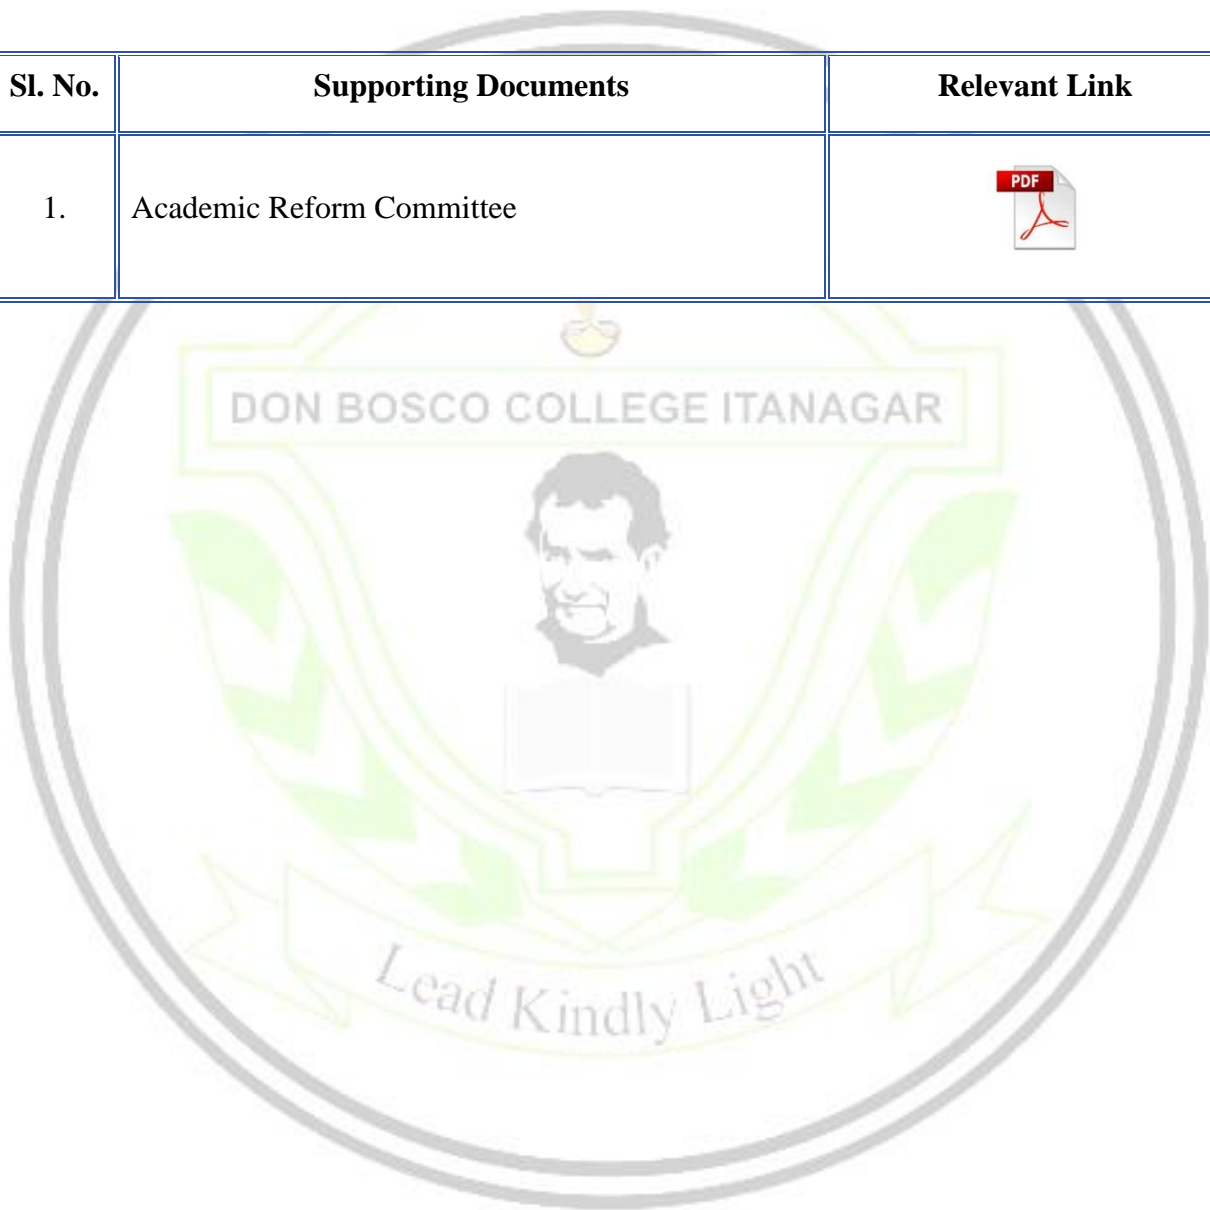 Sl. No. Supporting Documents Relevant Link
1. Academic Reform Committee PDF
DON BOSCO COLLEGE ITANAGAR
Lead Kindly Light